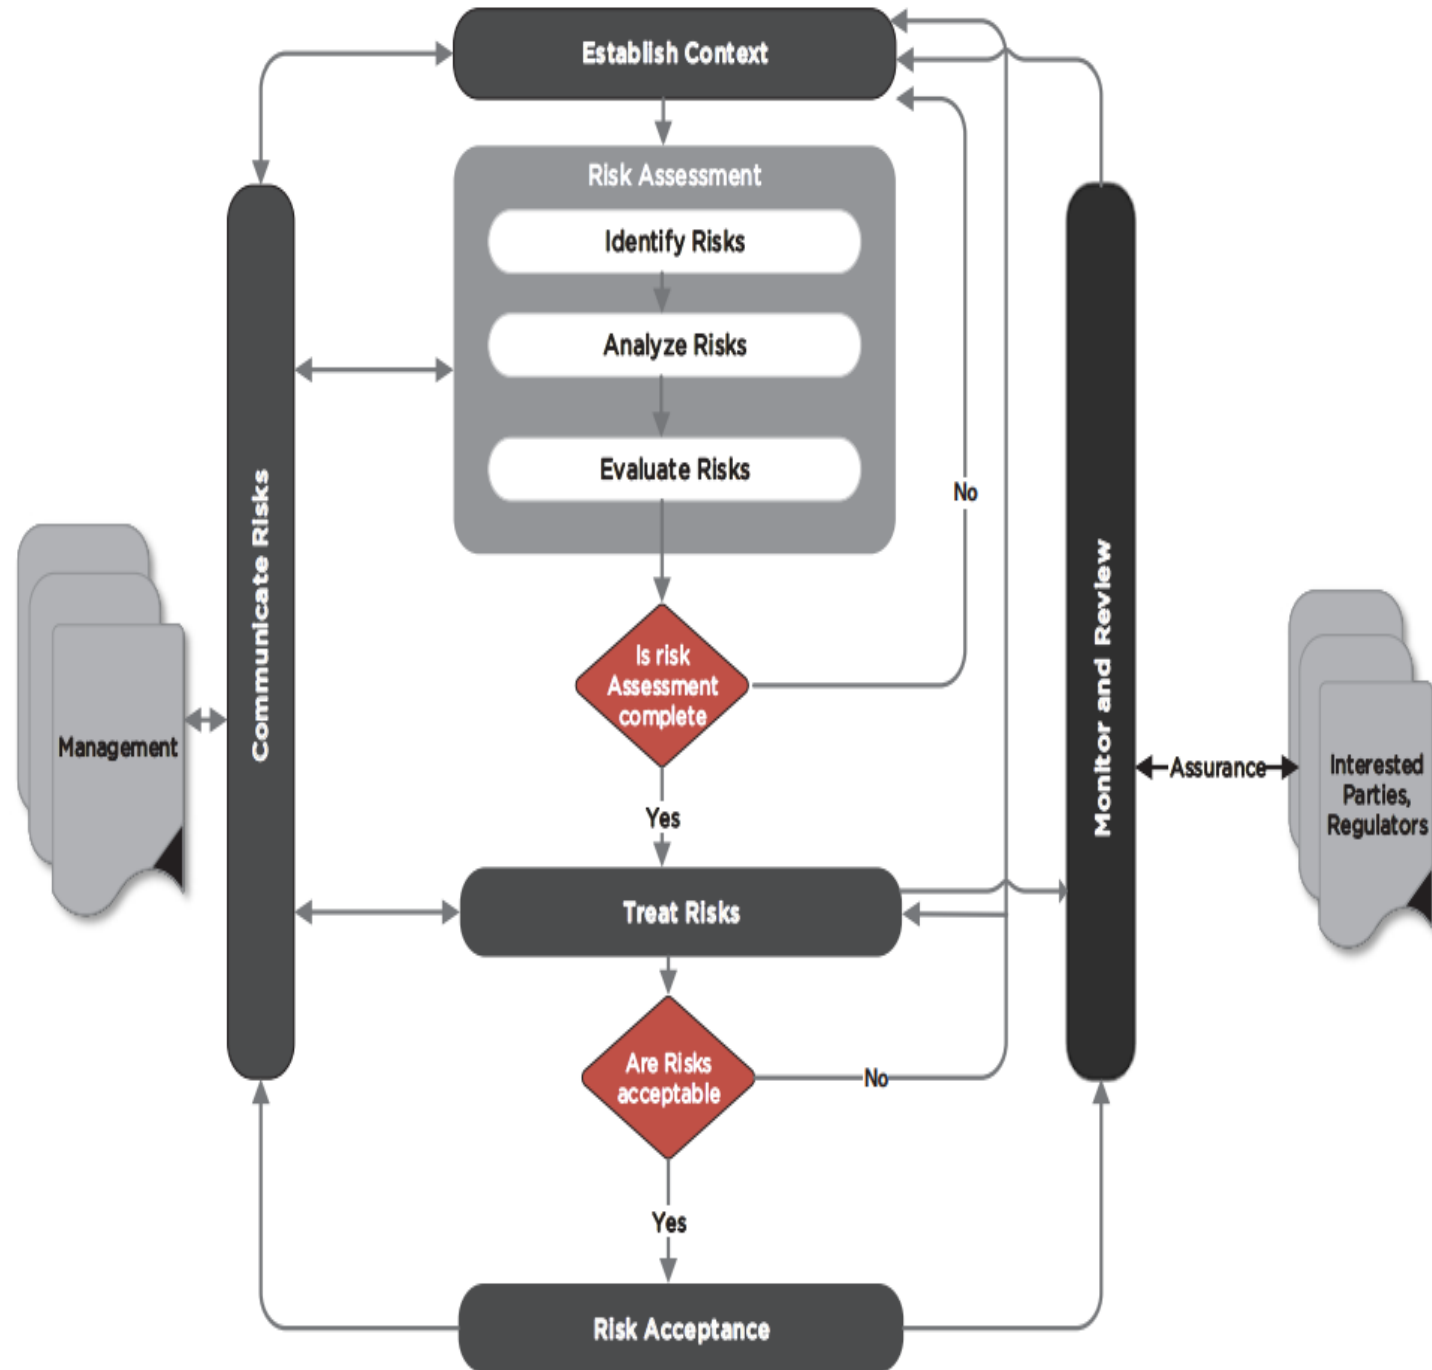 Establish Context
Risk Assessment
Identify Risks
Analyze Risks
Evaluate Risks
No
Is risk
Assessment
complete
Communicate Risks
Monitor and Review
Management
Assurance
Interested
Parties,
Regulators
Yes
Treat Risks
Are Risks
acceptable
No
Yes
Risk Acceptance